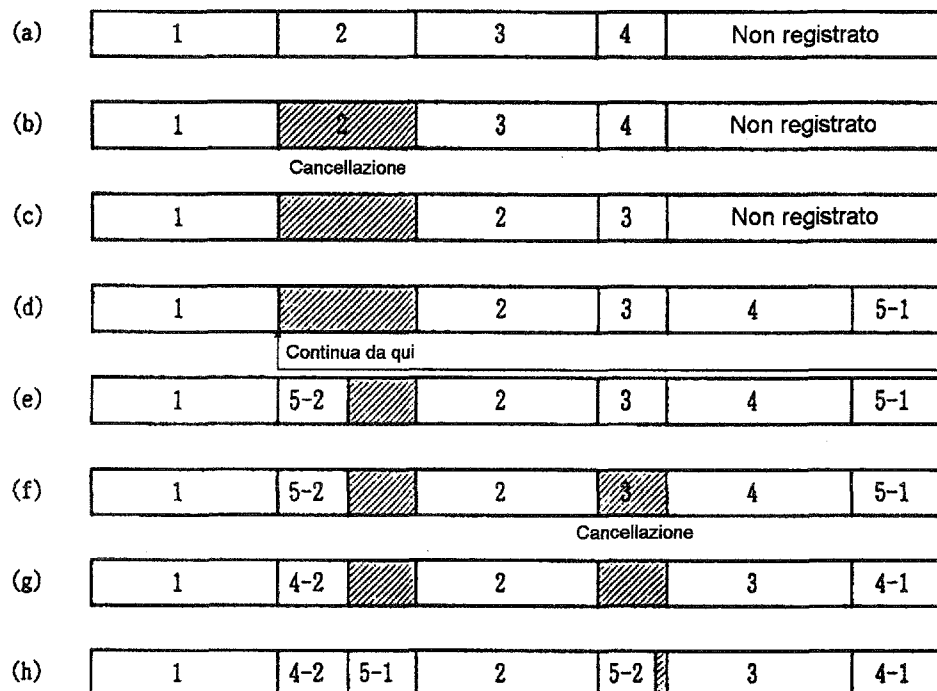 (a) 1 2 3 4 Non registrato
(b) 1 2 3 4 Non registrato
Cancellazione
(c) 1 2 3 Non registrato
(d) 1 2 3 4 5-1
Continua da qui
(e) 1 5-2 2 3 4 5-1
(f) 1 5-2 2 3 4 5-1
Cancellazione
(g) 1 4-2 2 3 4-1
(h) 1 4-2 5-1 2 5-2 3 4-1